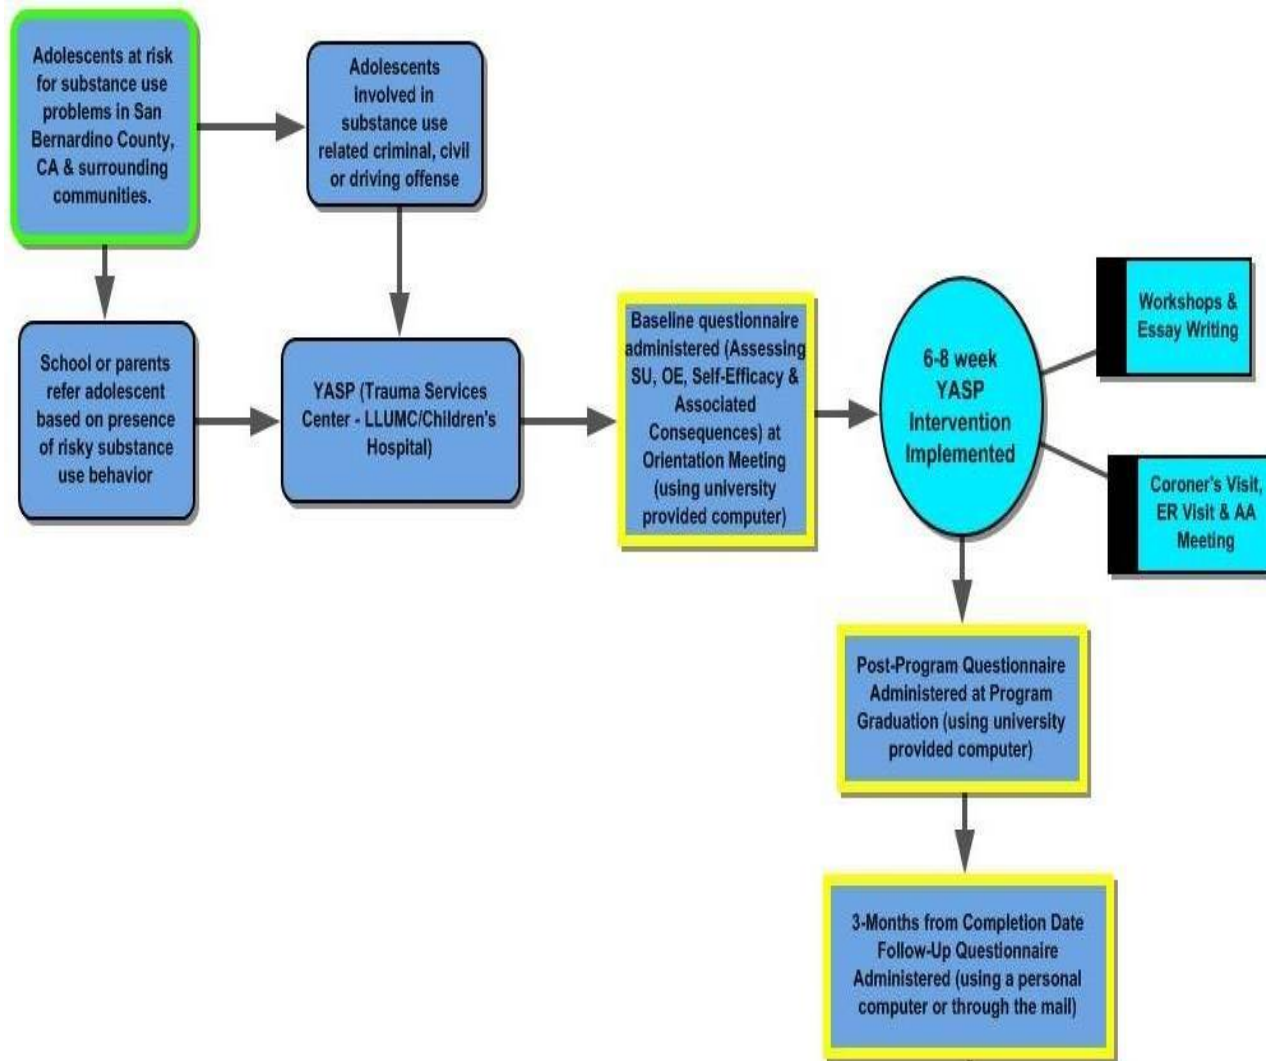 Adolescents at risk
for substance use
problems in San
Bernardino County,
CA & surrounding
communities.
Adolescents
involved in
substance use
related criminal, civil
or driving offense
School or parents
refer adolescent
based on presence
of risky substance
use behavior
YASP (Trauma Services
Center - LLUMC/Children's
Hospital)
Baseline questionnaire
administered (Assessing
SU, OE, Self-Efficacy &
Associated
Consequences) at
Orientation Meeting
(using university
provided computer)
6-8 week
YASP
Intervention
Implemented
Workshops &
Essay Writing
Coroner's Visit,
ER Visit & AA
Meeting
Post-Program Questionnaire
Administered at Program
Graduation (using university
provided computer)
3-Months from Completion Date
Follow-Up Questionnaire
Administered (using a personal
computer or through the mail)